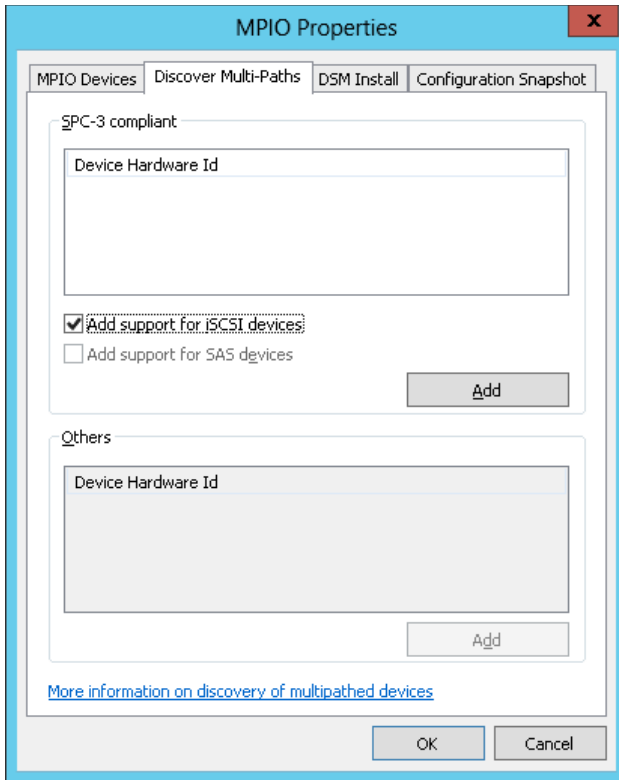 MPIO Properties
x
MPIO Devices
Discover Multi-Paths
DSM Install
Configuration Snapshot
SPC-3 compliant
Device Hardware Id
Add support for iSCSI devices
Add support for SAS devices
Add
Others
Device Hardware Id
Add
More information on discovery of multipathed devices
OK
Cancel